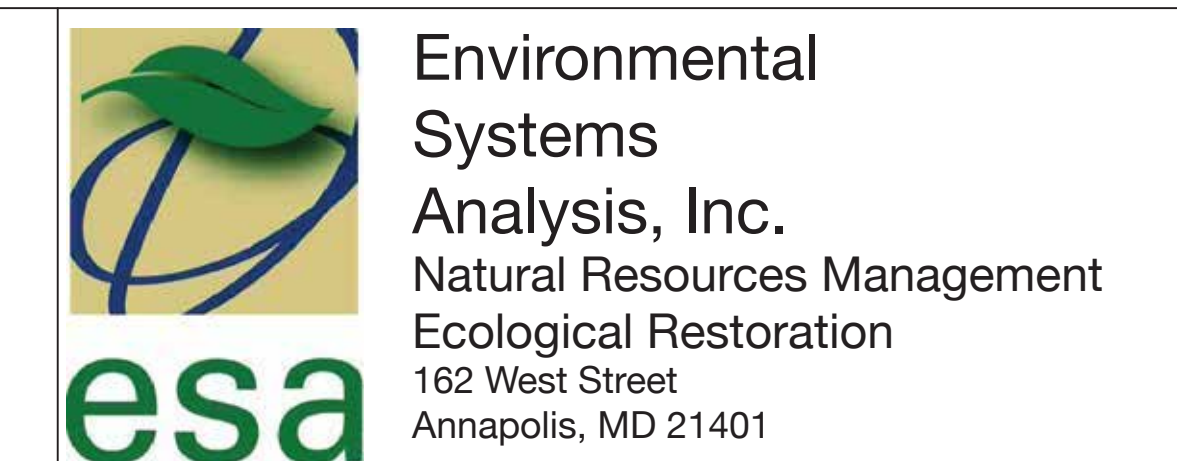 Environmental
Systems
Analysis, Inc.
Natural Resources Management
Ecological Restoration
162 West Street
Annapolis, MD 21401
esa